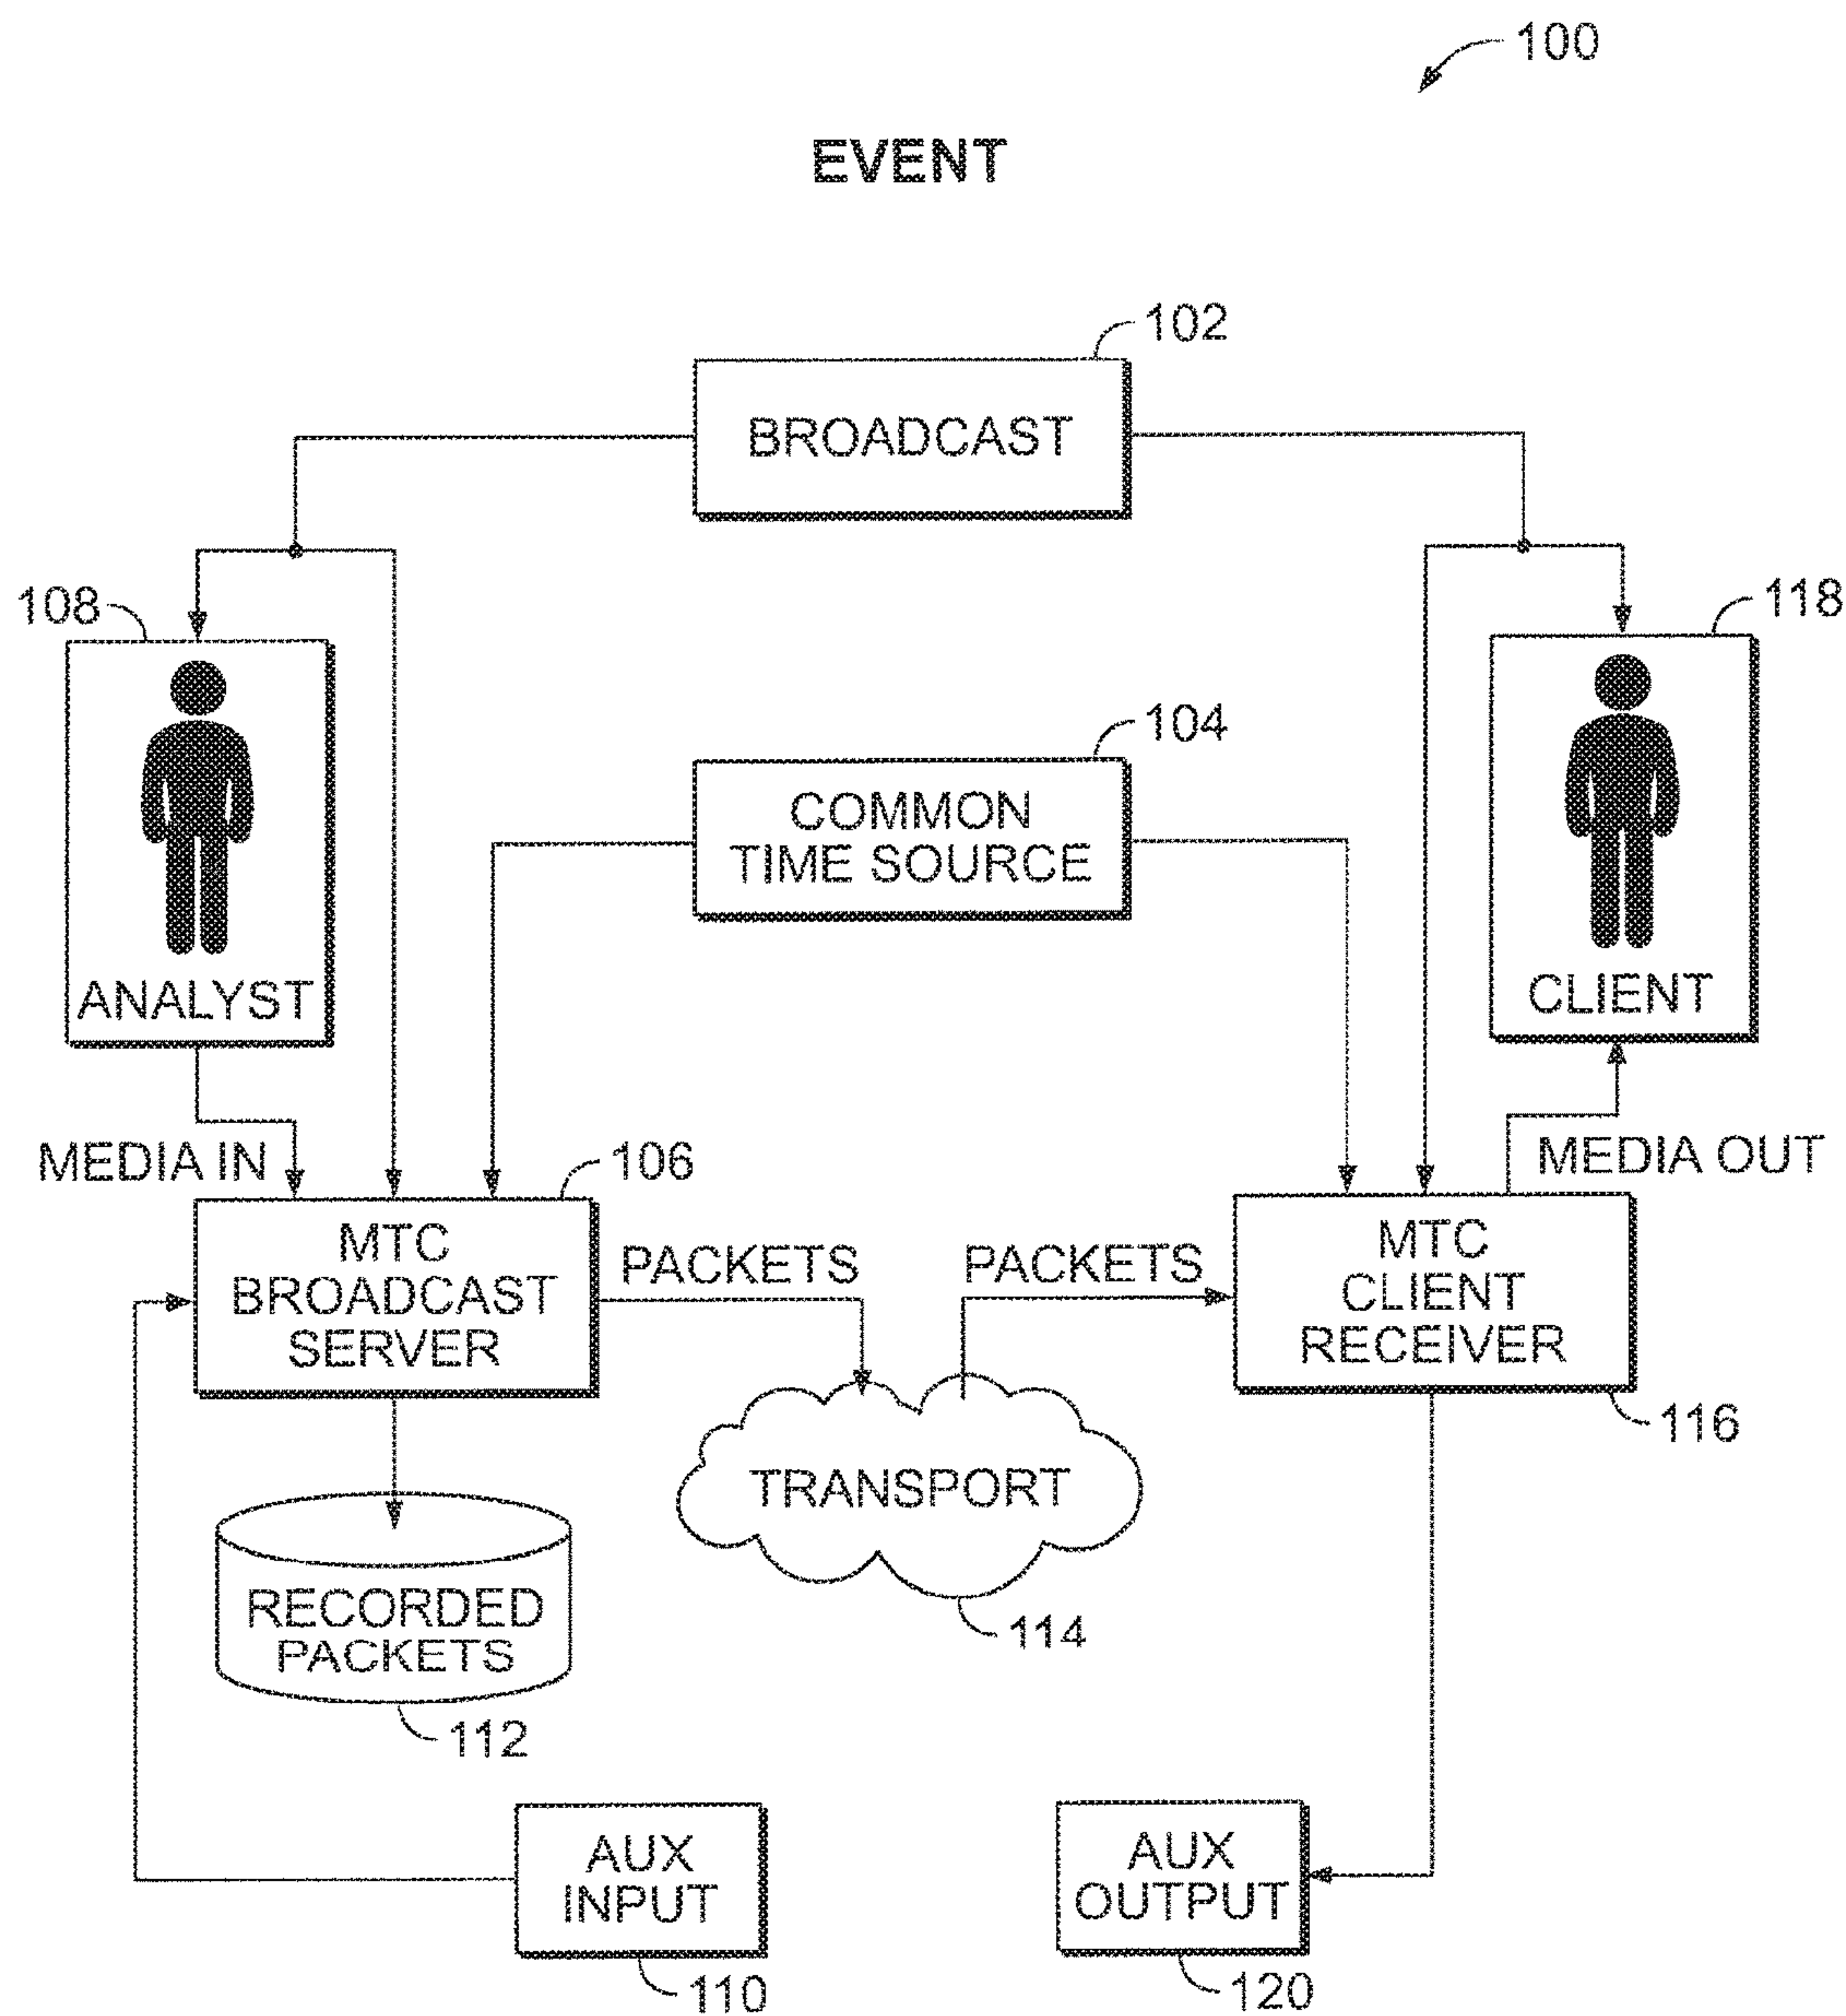 100
EVENT
102
BROADCAST
108
118
104
COMMON
TIME SOURCE
ANALYST
CLIENT
MEDIA IN
106
MEDIA OUT
MTC
BROADCAST
SERVER
PACKETS
PACKETS
MTC
CLIENT
RECEIVER
116
TRANSPORT
RECORDED
PACKETS
114
112
AUX
INPUT
AUX
OUTPUT
110
120